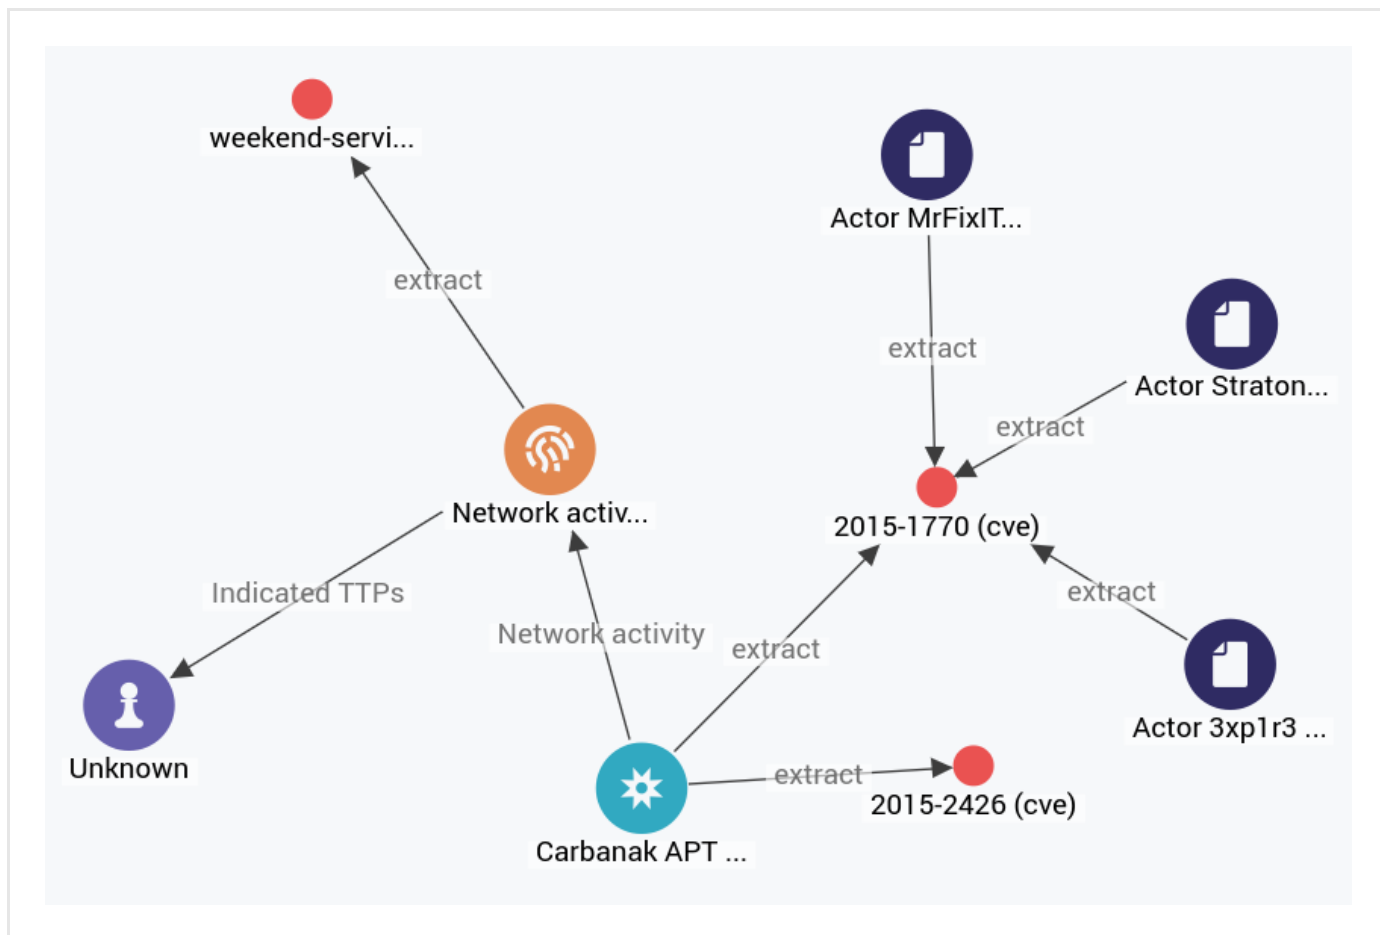 weekend-servi...
Actor MrFixIT...
extract
extract
Actor Straton...
extract
Network activ...
2015-1770 (cve)
Indicated TTPs
extract
Network activity
extract
Actor 3xp1r3 ...
Unknown
extract
2015-2426 (cve)
Carbanak APT ...